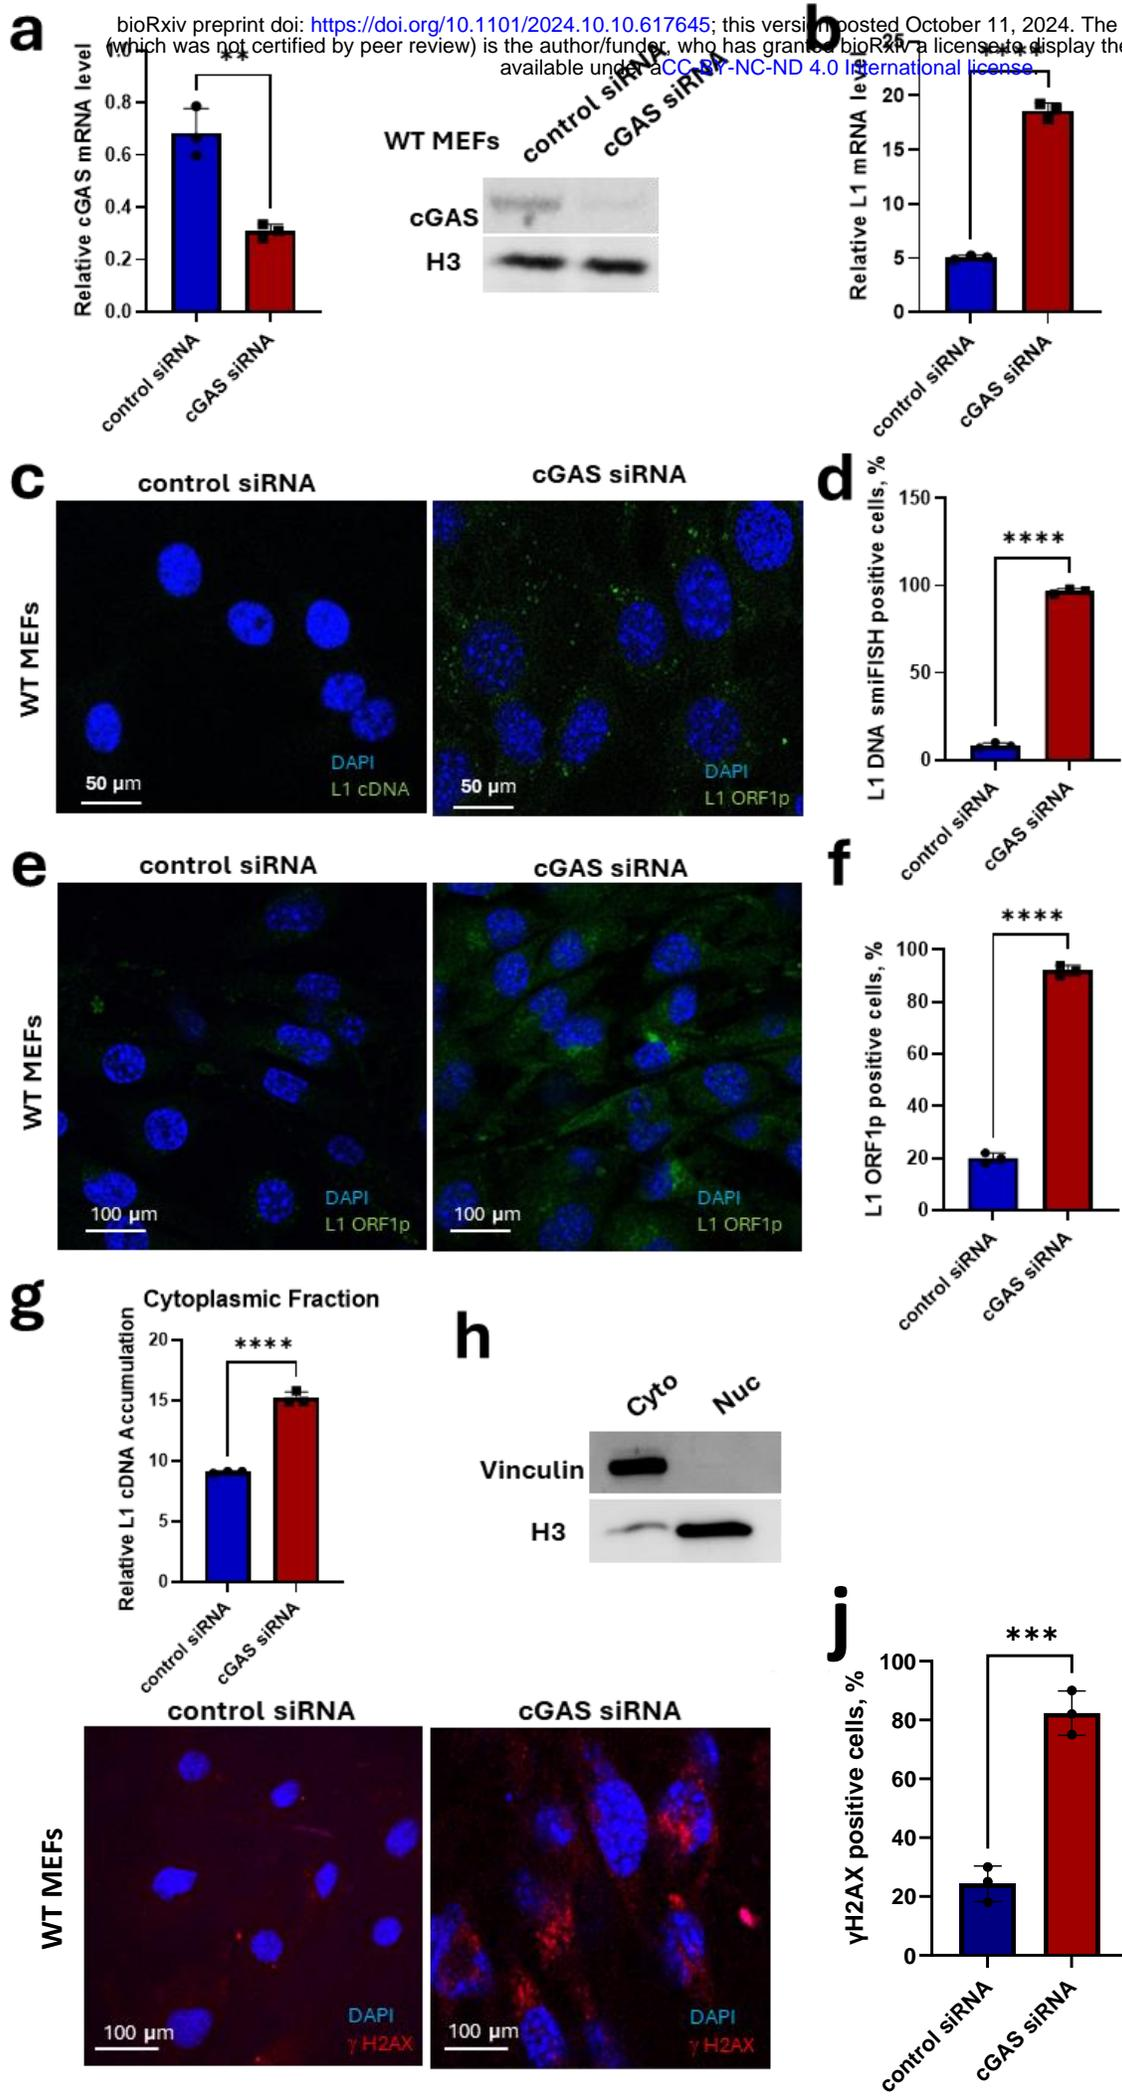 bioRxiv preprint doi: https://doi.org/10.1101/2024.10.10.617645; this version posted October 11, 2024. The
(which was not certified by peer review) is the author/funder, who has granted bioRxiv a license to display the
available under aCC-BY-NC-ND 4.0 International license.
a
Relative cGAS mRNA level
1.0
0.8
0.6
0.4
0.2
0.0
**
control siRNA
cGAS siRNA
WT MEFs
control siRNA
cGAS siRNA
cGAS
H3
b
Relative L1 mRNA level
25
20
15
10
5
0
****
control siRNA
cGAS siRNA
c
control siRNA
cGAS siRNA
WT MEFs
50 µm
DAPI
L1 cDNA
50 µm
DAPI
L1 ORF1p
d
L1 DNA smiFISH positive cells, %
150
100
50
0
****
control siRNA
cGAS siRNA
e
control siRNA
cGAS siRNA
WT MEFs
100 µm
DAPI
L1 ORF1p
100 µm
DAPI
L1 ORF1p
f
L1 ORF1p positive cells, %
100
80
60
40
20
0
****
control siRNA
cGAS siRNA
g
Cytoplasmic Fraction
Relative L1 cDNA Accumulation
20
15
10
5
0
****
control siRNA
cGAS siRNA
h
Cyto
Nuc
Vinculin
H3
control siRNA
cGAS siRNA
WT MEFs
100 µm
DAPI
γ H2AX
100 µm
DAPI
γ H2AX
j
γH2AX positive cells, %
100
80
60
40
20
0
***
control siRNA
cGAS siRNA